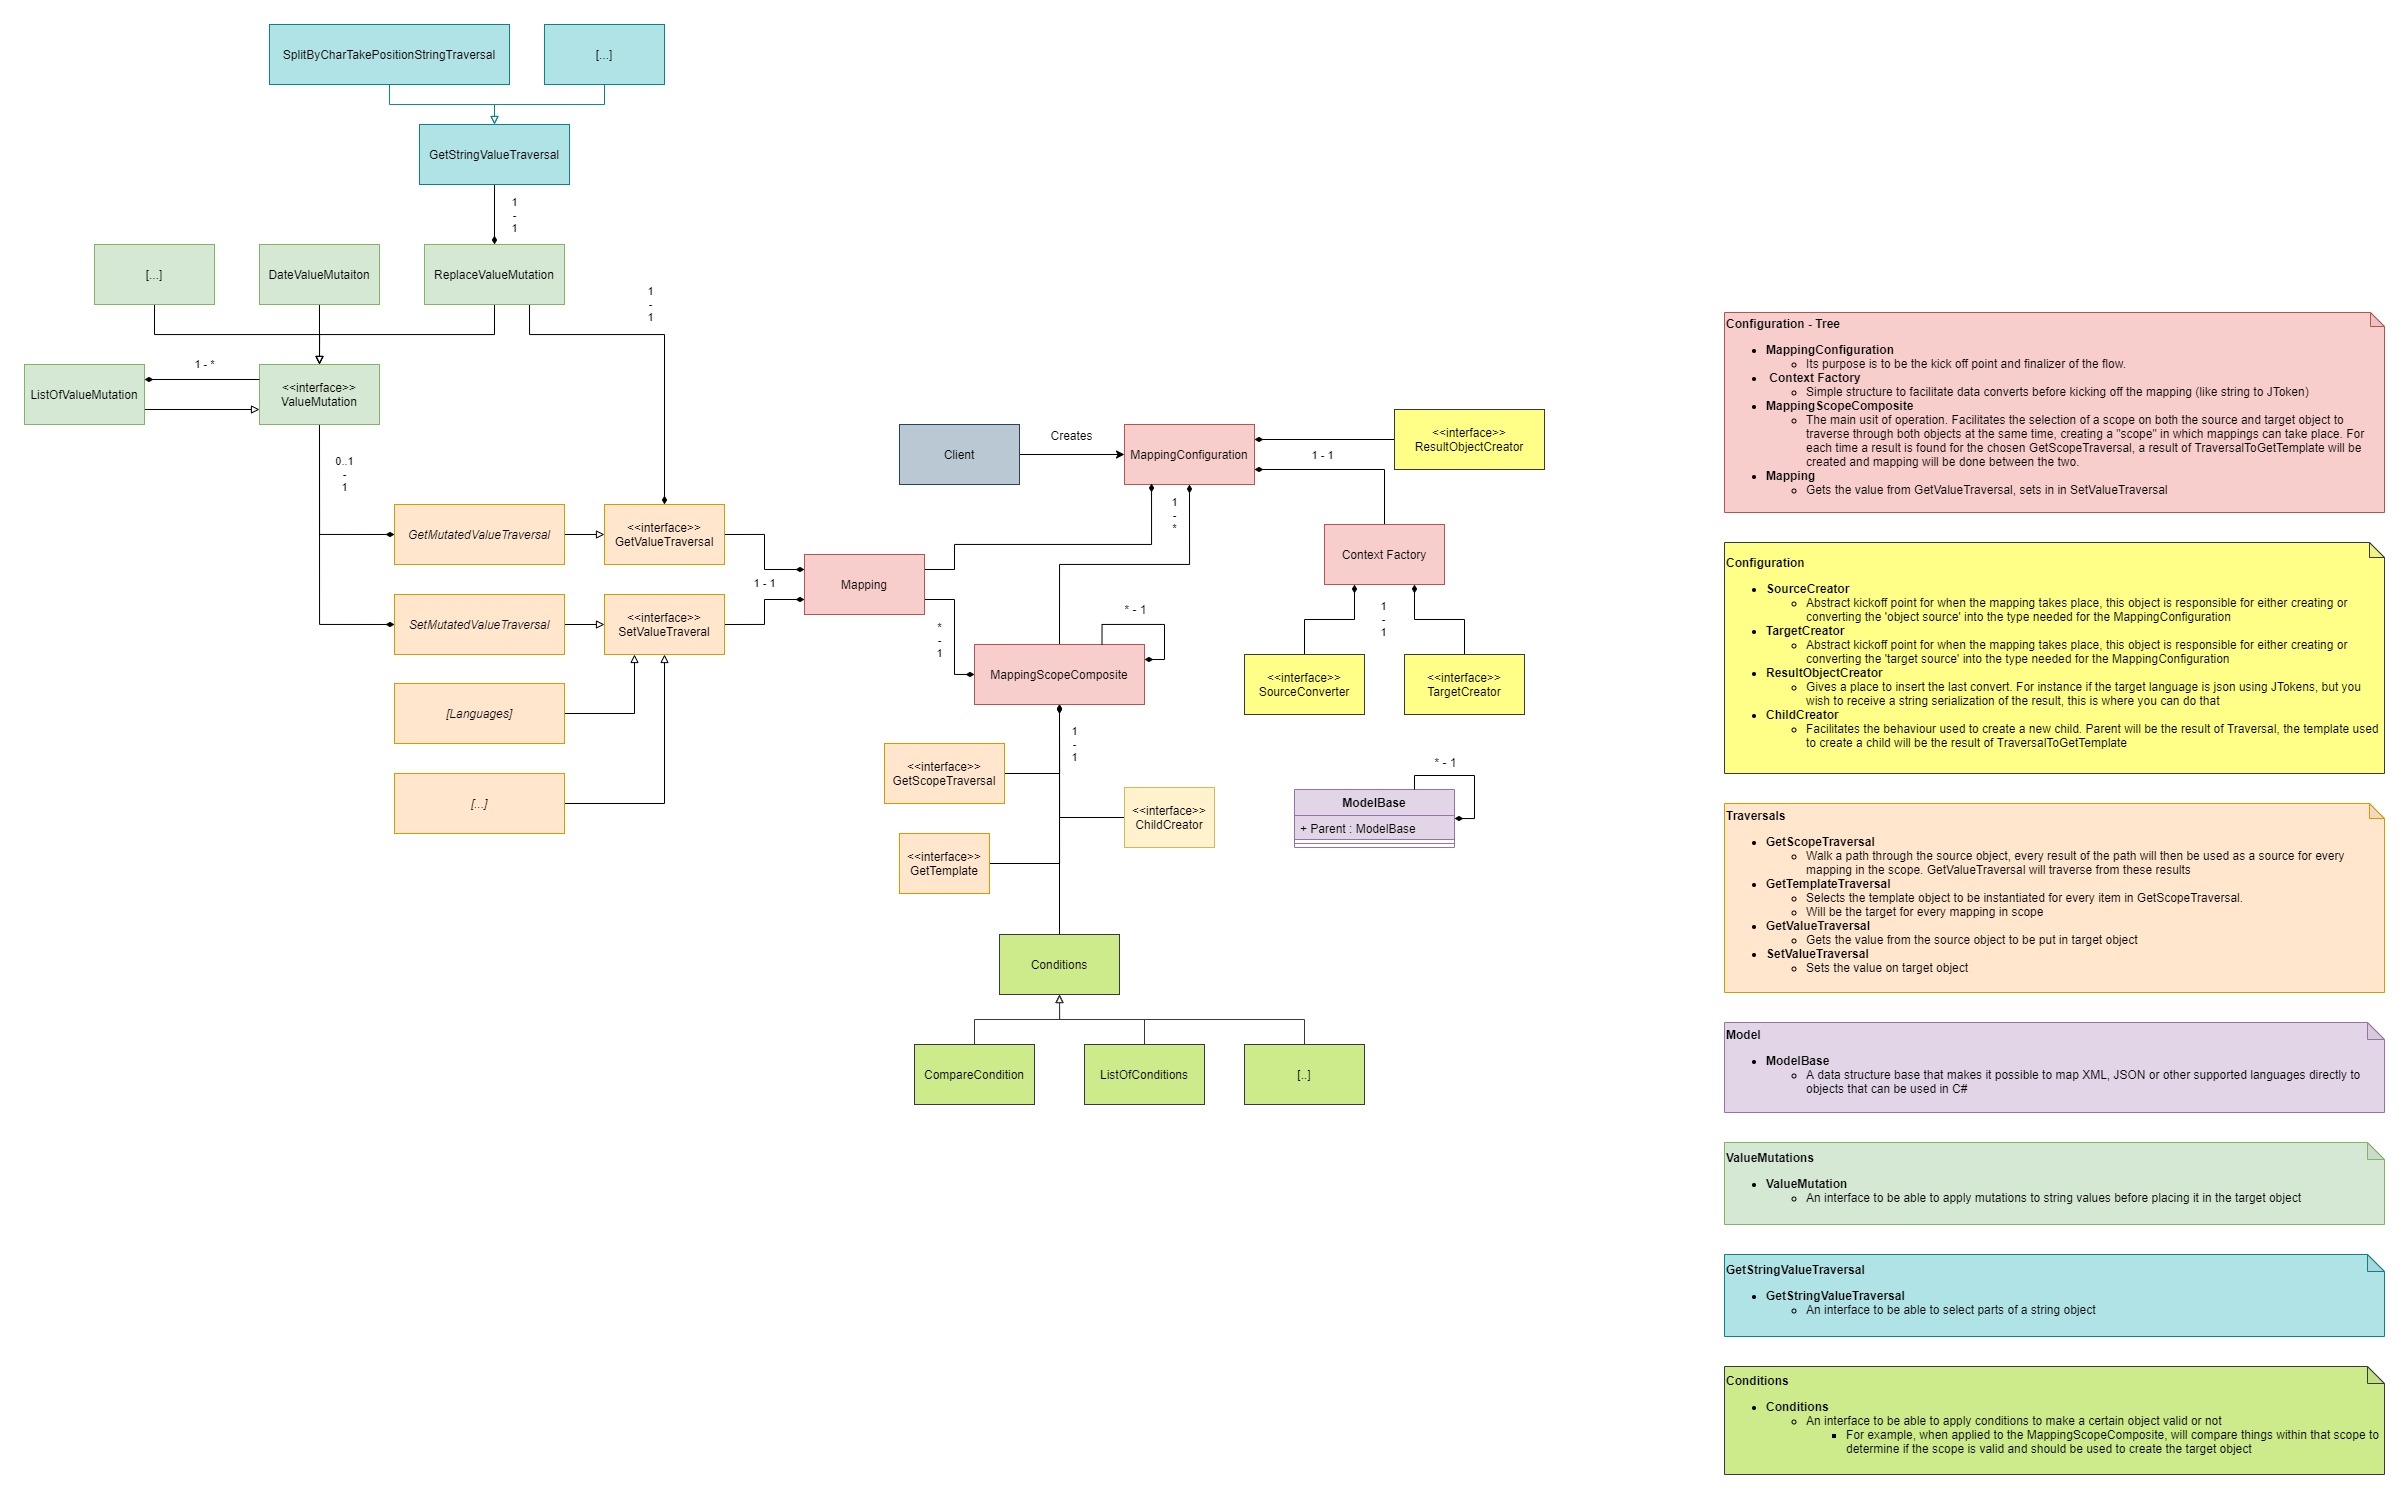 SplitByCharTakePositionStringTraversal
[...]
GetStringValueTraversal
1
-
1
[...]
DateValueMutaiton
ReplaceValueMutation
1
-
1
ListOfValueMutation
1 - *
<<interface>>
ValueMutation
0..1
-
1
GetMutatedValueTraversal
<<interface>>
GetValueTraversal
SetMutatedValueTraversal
<<interface>>
SetValueTraveral
[Languages]
[...]
1 - 1
Mapping
Client
Creates
MappingConfiguration
<<interface>>
ResultObjectCreator
1 - 1
1
-
*
Context Factory
1
-
1
<<interface>>
SourceConverter
<<interface>>
TargetCreator
*
-
1
* - 1
MappingScopeComposite
1
-
1
<<interface>>
GetScopeTraversal
<<interface>>
ChildCreator
<<interface>>
GetTemplate
* - 1
ModelBase
+ Parent : ModelBase
Conditions
CompareCondition
ListOfConditions
[..]
Configuration - Tree
• MappingConfiguration
◦ Its purpose is to be the kick off point and finalizer of the flow.
• Context Factory
◦ Simple structure to facilitate data converts before kicking off the mapping (like string to JToken)
• MappingScopeComposite
◦ The main usit of operation. Facilitates the selection of a scope on both the source and target object to
traverse through both objects at the same time, creating a "scope" in which mappings can take place. For
each time a result is found for the chosen GetScopeTraversal, a result of TraversalToGetTemplate will be
created and mapping will be done between the two.
• Mapping
◦ Gets the value from GetValueTraversal, sets in in SetValueTraversal
Configuration
• SourceCreator
◦ Abstract kickoff point for when the mapping takes place, this object is responsible for either creating or
converting the 'object source' into the type needed for the MappingConfiguration
• TargetCreator
◦ Abstract kickoff point for when the mapping takes place, this object is responsible for either creating or
converting the 'target source' into the type needed for the MappingConfiguration
• ResultObjectCreator
◦ Gives a place to insert the last convert. For instance if the target language is json using JTokens, but you
wish to receive a string serialization of the result, this is where you can do that
• ChildCreator
◦ Facilitates the behaviour used to create a new child. Parent will be the result of Traversal, the template used
to create a child will be the result of TraversalToGetTemplate
Traversals
• GetScopeTraversal
◦ Walk a path through the source object, every result of the path will then be used as a source for every
mapping in the scope. GetValueTraversal will traverse from these results
• GetTemplateTraversal
◦ Selects the template object to be instantiated for every item in GetScopeTraversal.
◦ Will be the target for every mapping in scope
• GetValueTraversal
◦ Gets the value from the source object to be put in target object
• SetValueTraversal
◦ Sets the value on target object
Model
• ModelBase
◦ A data structure base that makes it possible to map XML, JSON or other supported languages directly to
objects that can be used in C#
ValueMutations
• ValueMutation
◦ An interface to be able to apply mutations to string values before placing it in the target object
GetStringValueTraversal
• GetStringValueTraversal
◦ An interface to be able to select parts of a string object
Conditions
• Conditions
◦ An interface to be able to apply conditions to make a certain object valid or not
▪ For example, when applied to the MappingScopeComposite, will compare things within that scope to
determine if the scope is valid and should be used to create the target object